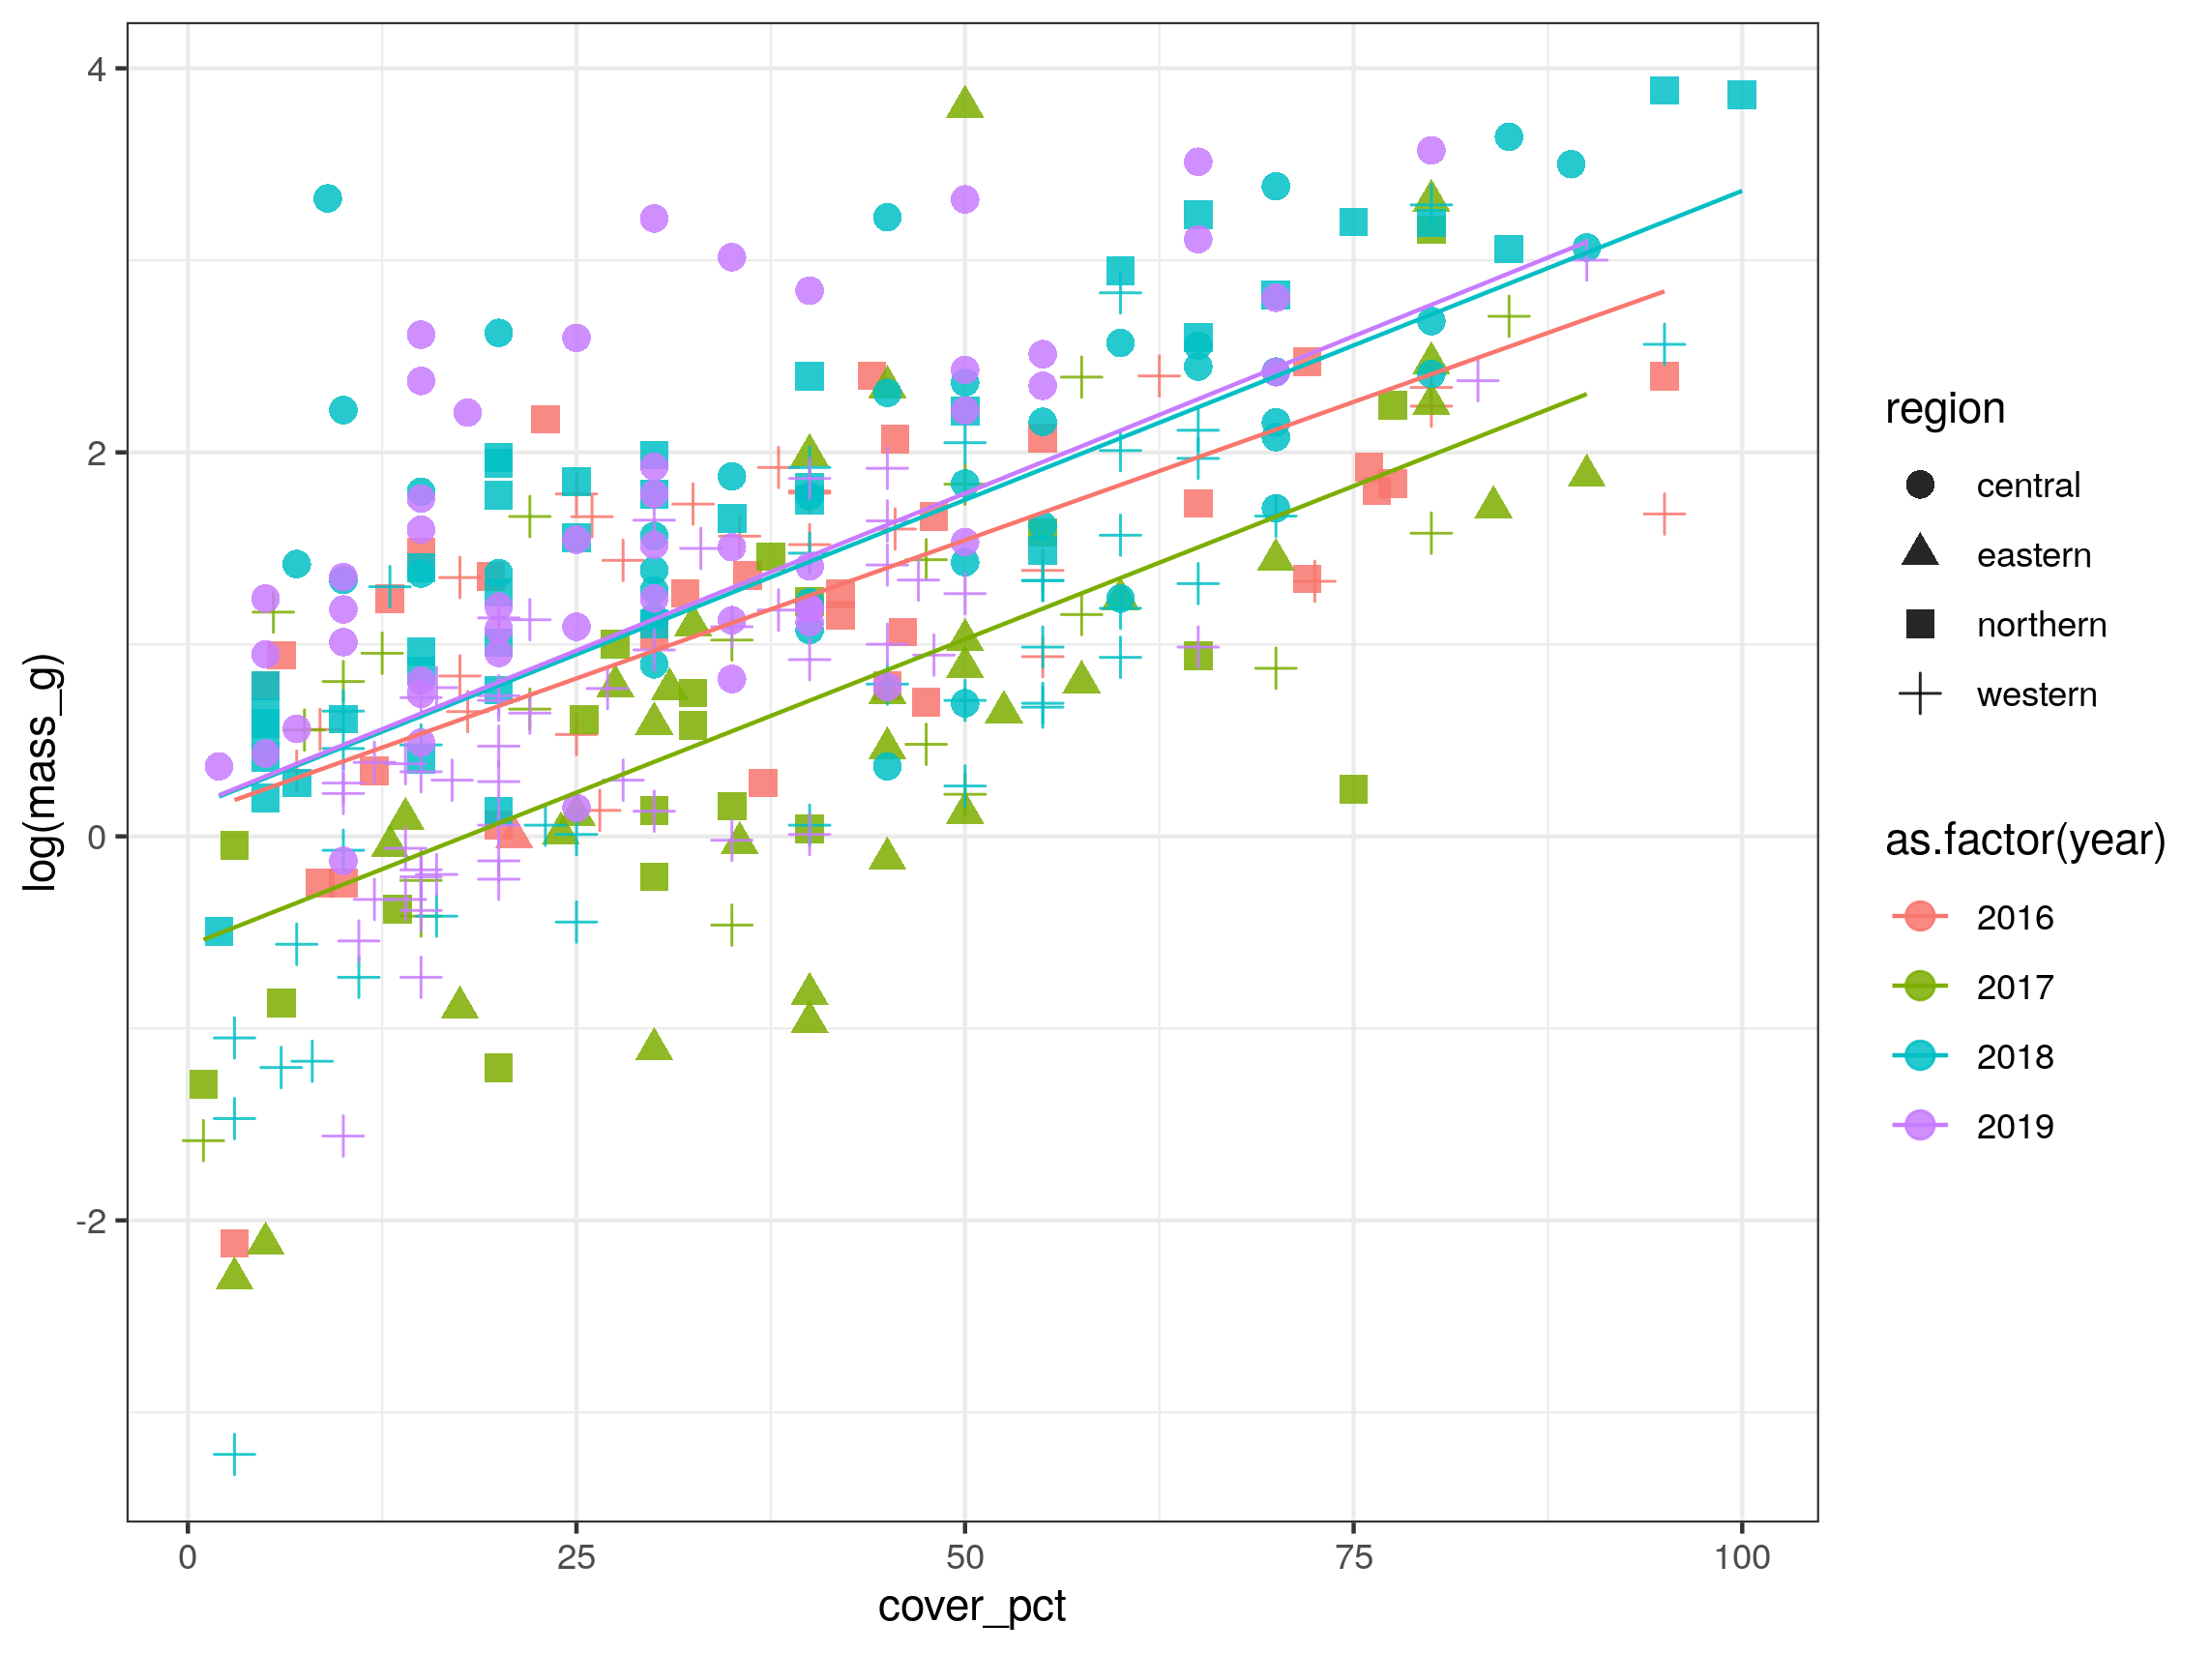 4
2
0
-2
log(mass_g)
0 25 50 75 100
cover_pct
region
central
eastern
northern
western
as.factor(year)
2016
2017
2018
2019